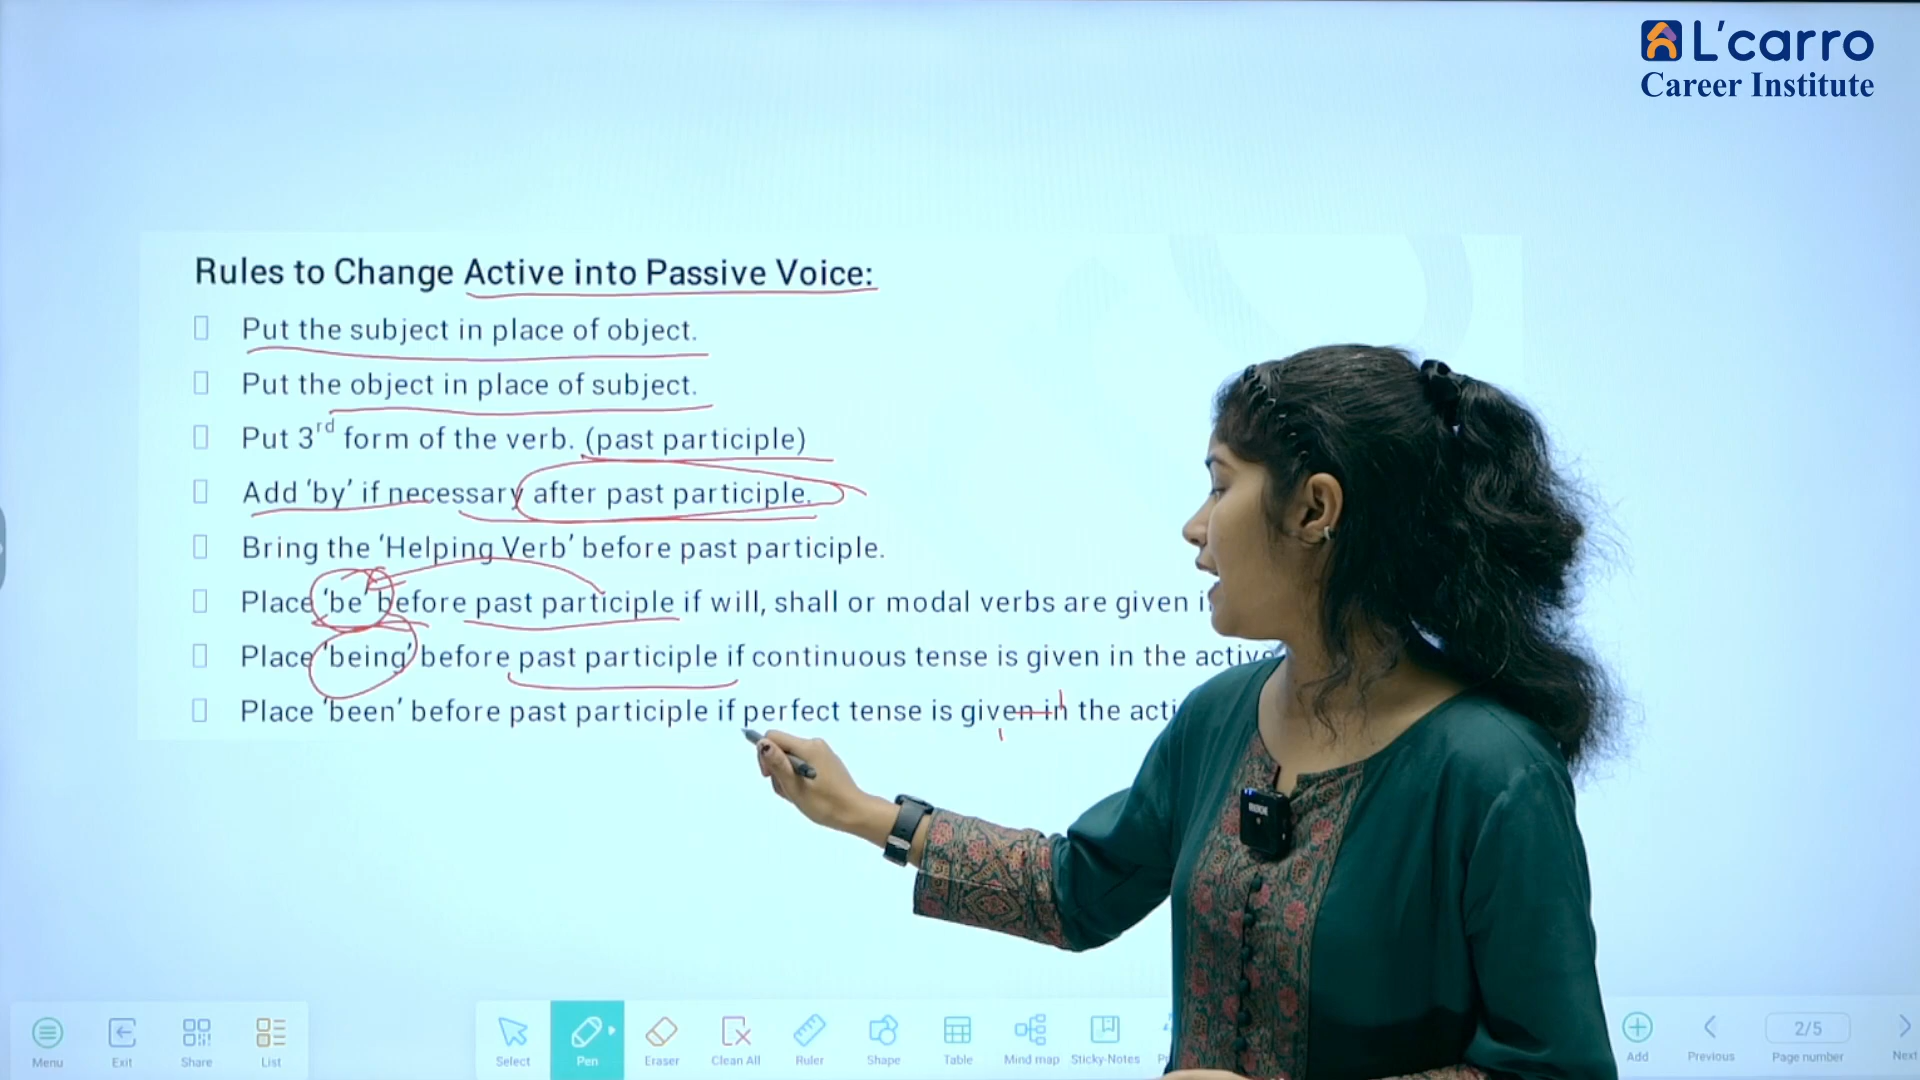 L'carro
Career Institute
Rules to Change Active into Passive Voice:
Put the subject in place of object.
Put the object in place of subject.
Put 3rd form of the verb. (past participle)
Add 'by' if necessary after past participle.
Bring the 'Helping Verb' before past participle.
Place 'be' before past participle if will, shall or modal verbs are given
Place 'being' before past participle if continuous tense is given in the active
Place 'been' before past participle if perfect tense is given in the
Menu
Exit
Share
List
Select
Pen
Eraser
Clean All
Ruler
Shape
Table
Mind map
Sticky-Notes
Add
Previous
2/5
Page number
Next